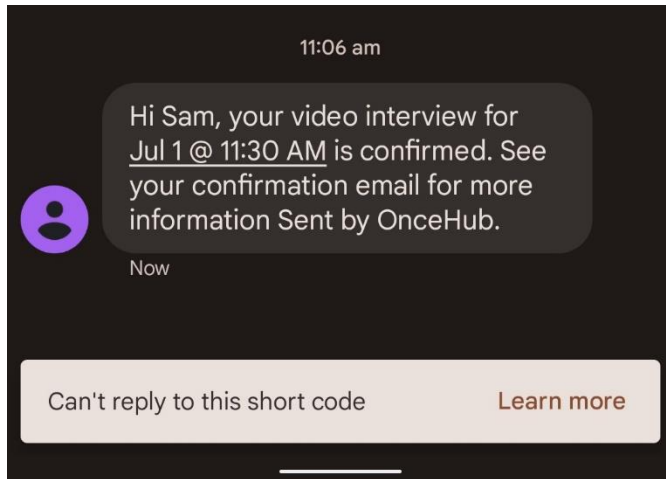 11:06 am
Hi Sam, your video interview for
Jul 1 @ 11:30 AM is confirmed. See
your confirmation email for more
information Sent by OnceHub.
Now
Can't reply to this short code Learn more